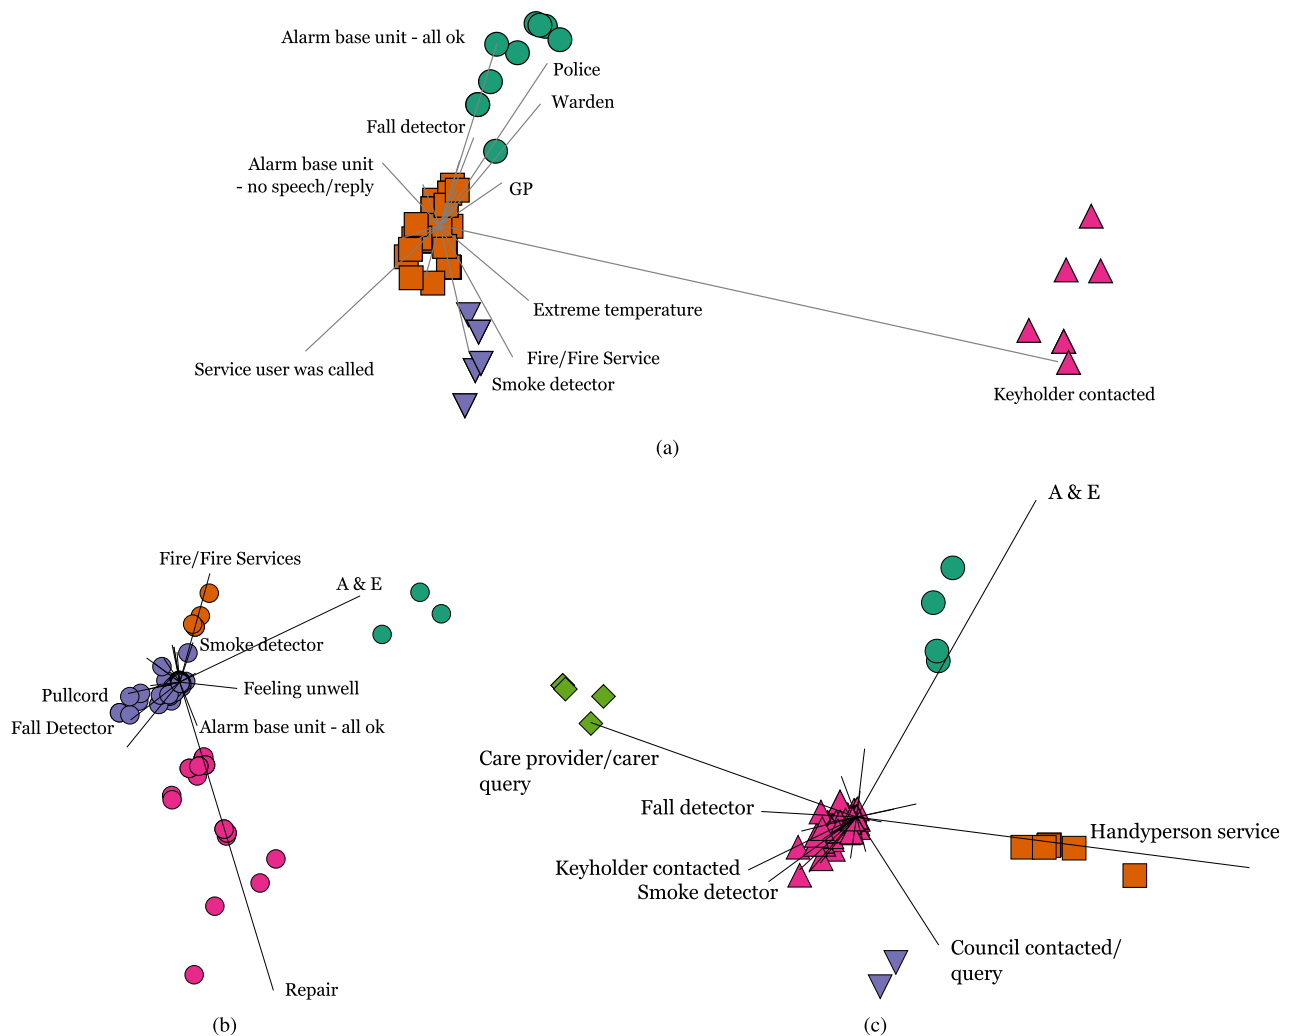 Alarm base unit - all ok
Police
Warden
Fall detector
Alarm base unit
- no speech/reply
GP
Extreme temperature
Service user was called
Fire/Fire Service
Smoke detector
Keyholder contacted
(a)
Fire/Fire Services
A & E
Smoke detector
Pullcord
Feeling unwell
Fall Detector
Alarm base unit - all ok
Repair
(b)
A & E
Care provider/carer
query
Fall detector
Handyperson service
Keyholder contacted
Smoke detector
Council contacted/
query
(c)